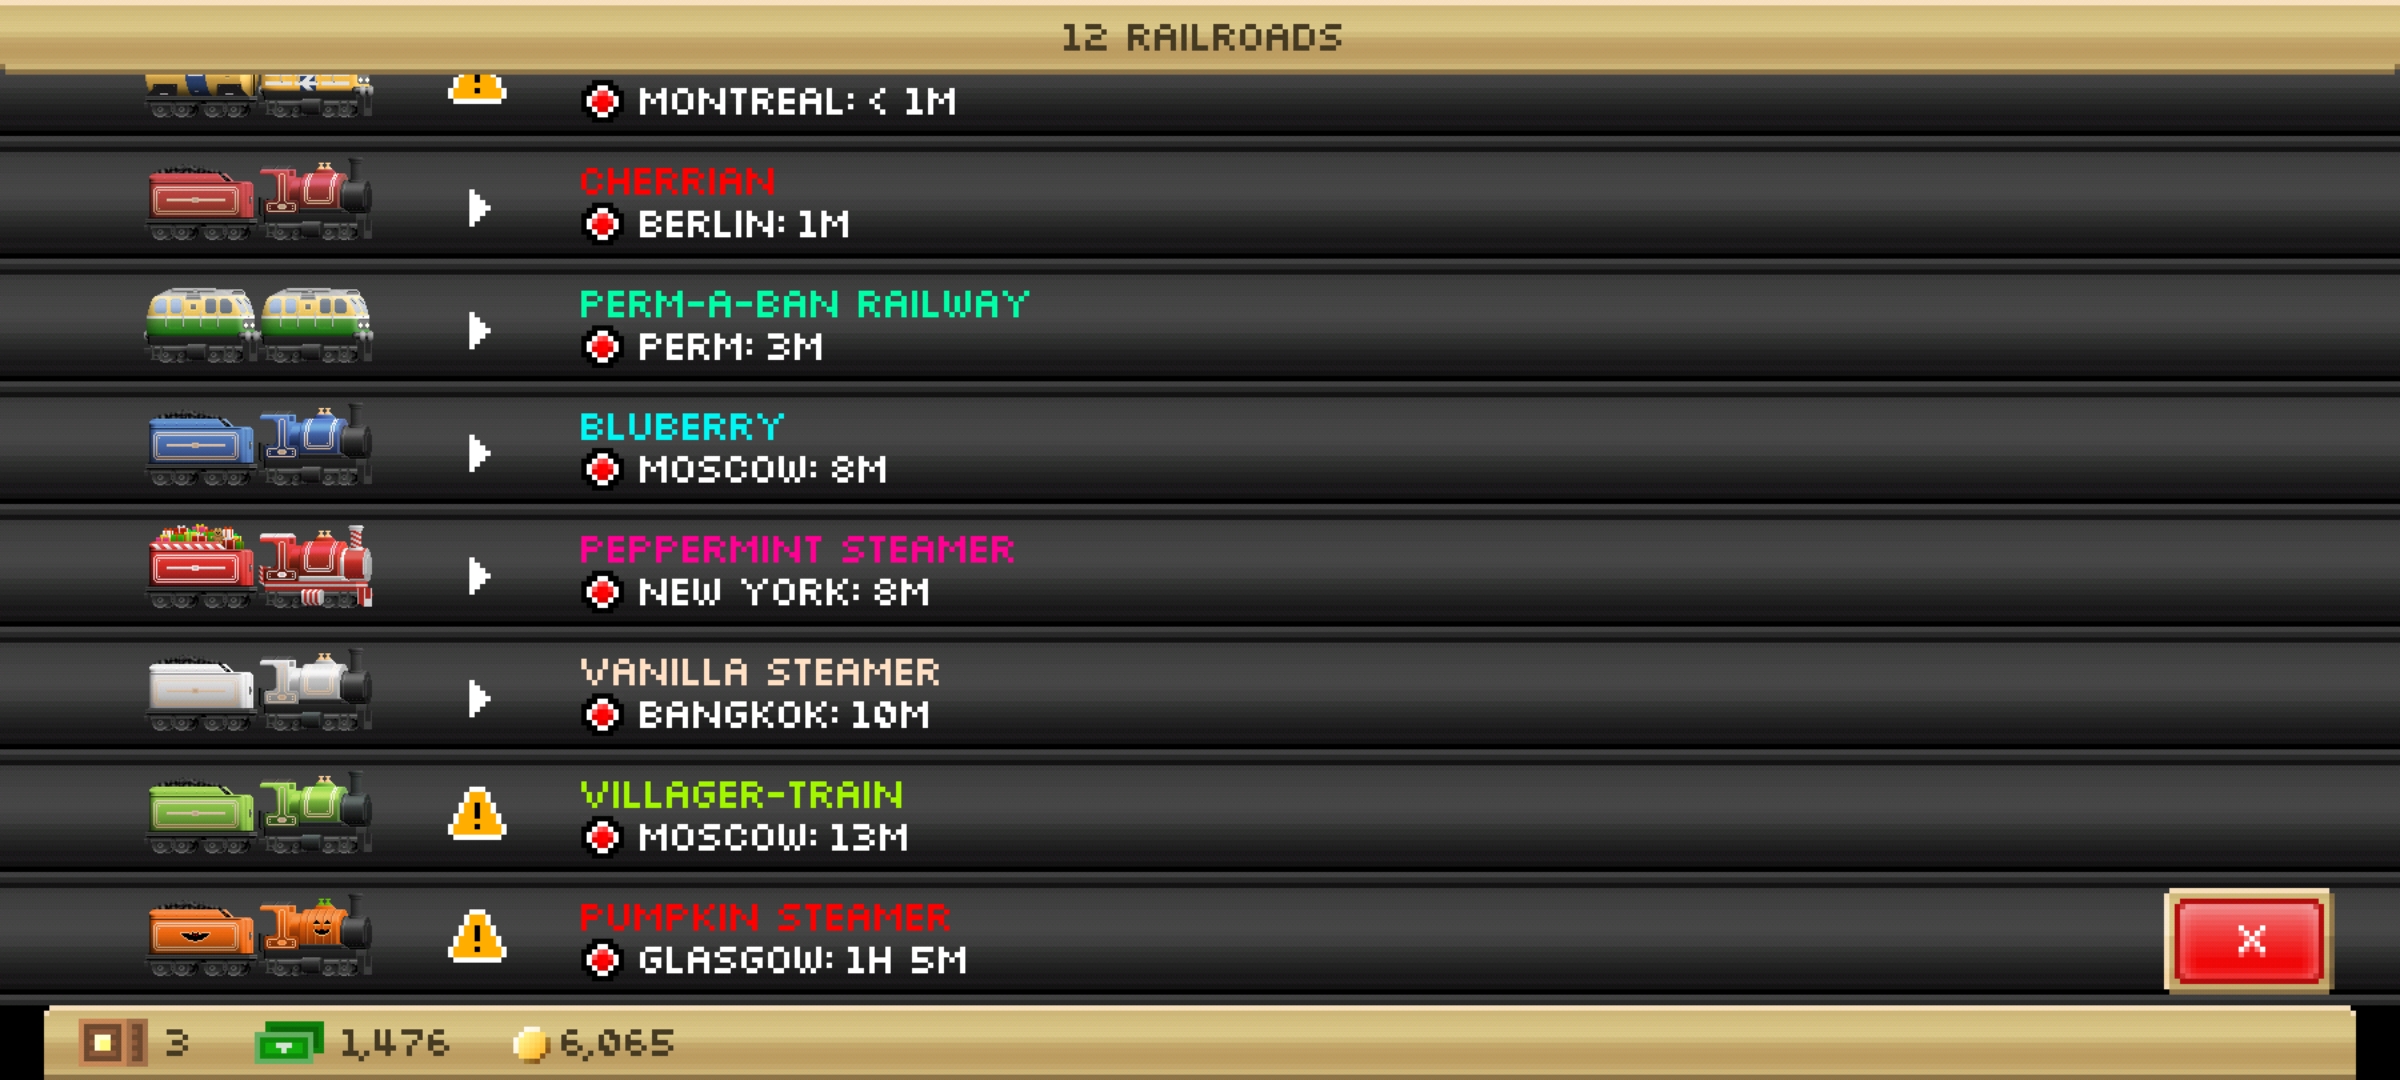 12 RAILROADS
MONTREAL: < 1M
CHERRIAN
BERLIN: 1M
PERM-A-BAN RAILWAY
PERM: 3M
BLUBERRY
MOSCOW: 8M
PEPPERMINT STEAMER
NEW YORK: 8M
VANILLA STEAMER
BANGKOK: 10M
VILLAGER-TRAIN
MOSCOW: 13M
PUMPKIN STEAMER
GLASGOW: 1H 5M
X
3 1,476 6,065